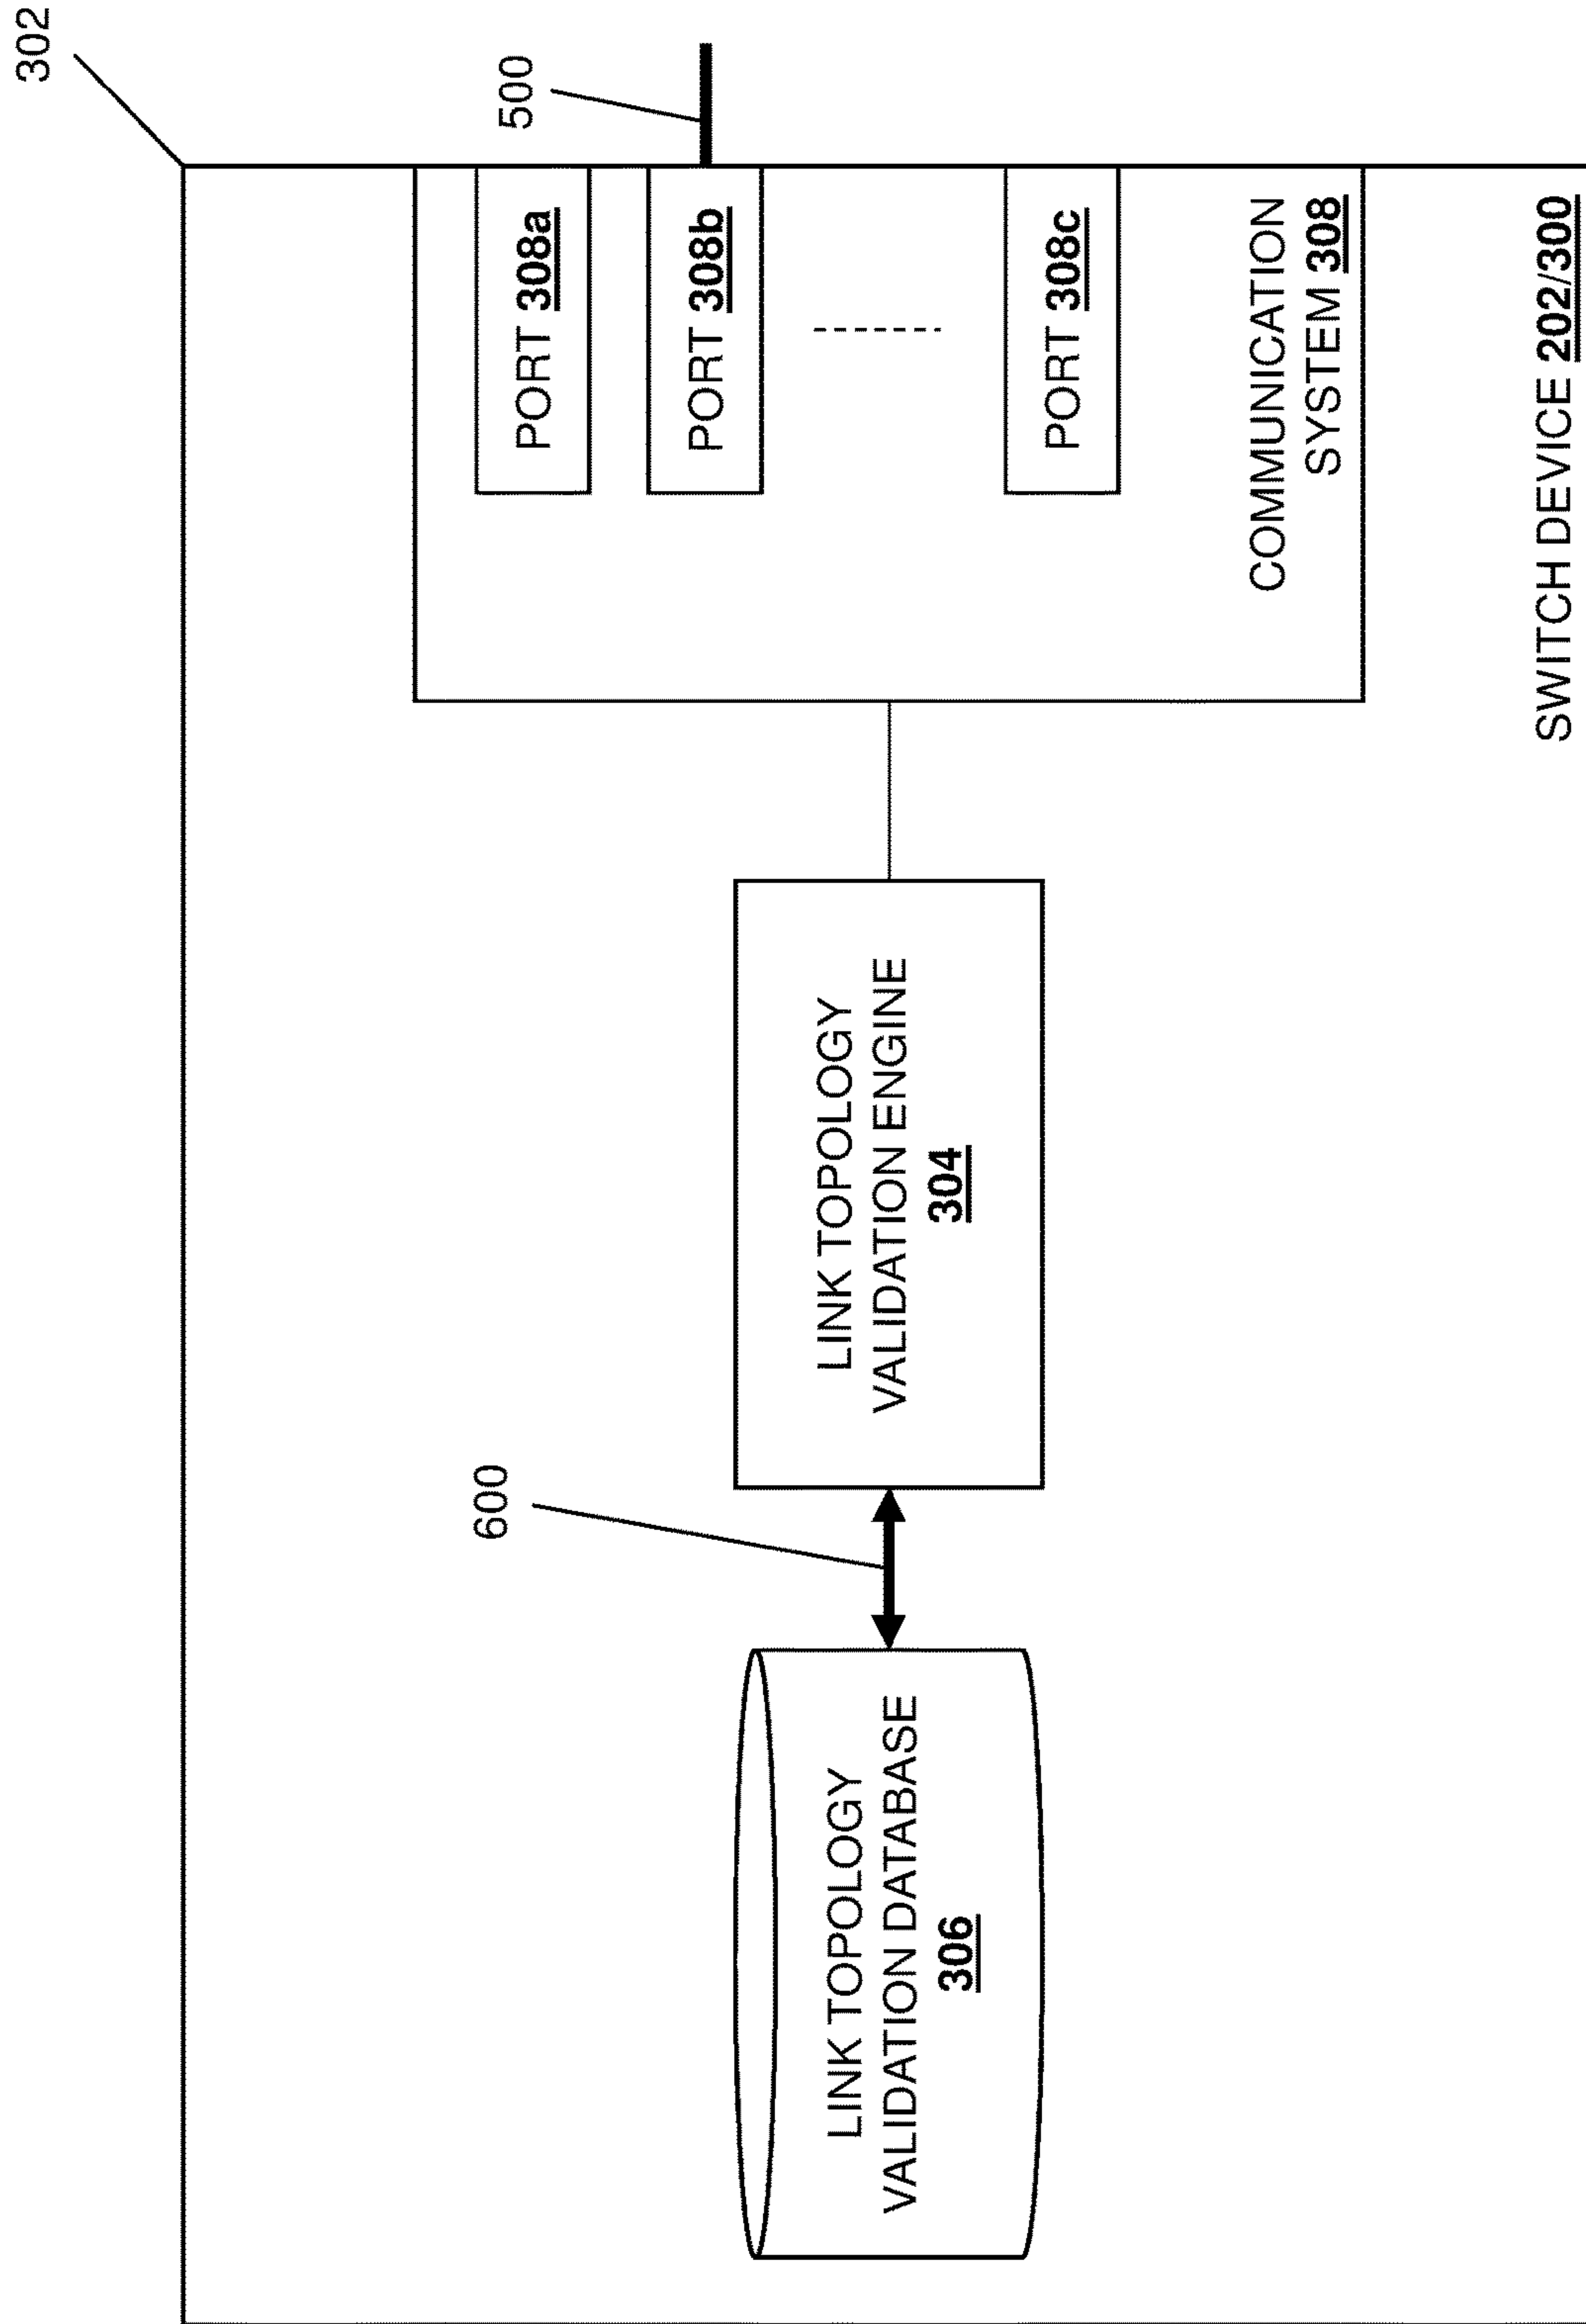 302
500
PORT 308a
PORT 308b
PORT 308c
COMMUNICATION
SYSTEM 308
600
LINK TOPOLOGY
VALIDATION ENGINE
304
LINK TOPOLOGY
VALIDATION DATABASE
306
SWITCH DEVICE 202/300